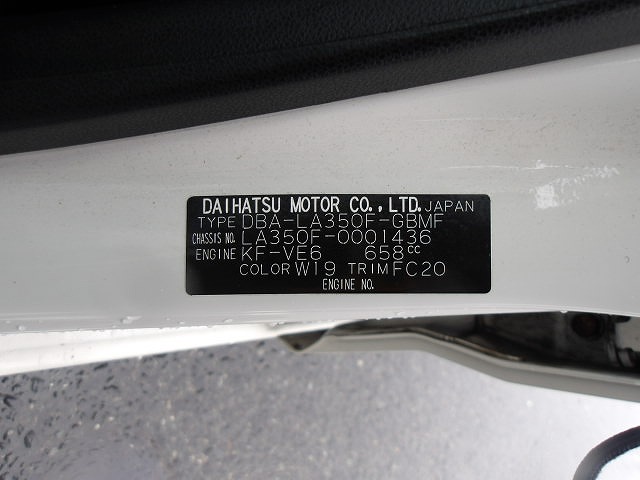 DAIHATSU MOTOR CO., LTD. JAPAN
TYPE DBA-LA350F-GBMF
CHASSIS NO. LA350F-0001436
ENGINE KF-VE6 658cc
COLOR W19 TRIM FC20
ENGINE NO.